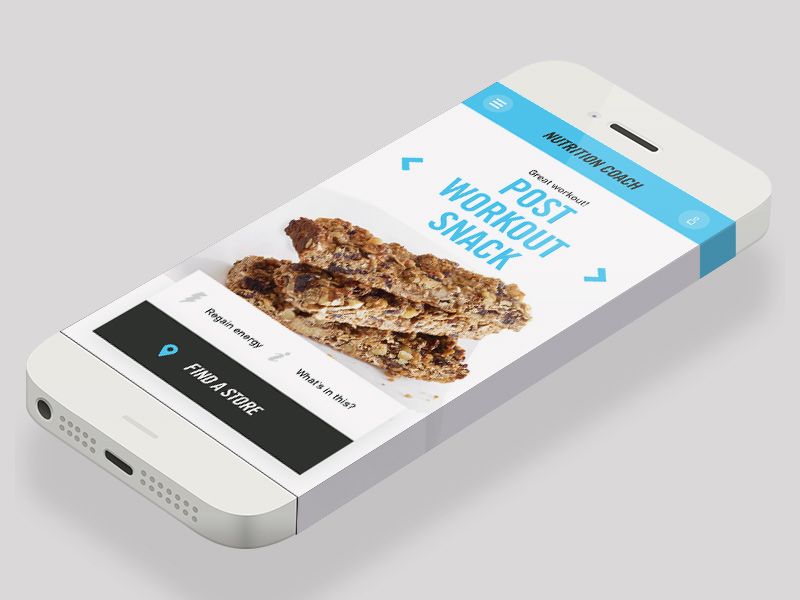 NUTRITION COACH
Great workout!
POST
WORKOUT
SNACK
Regain energy
What's in this?
FIND A STORE